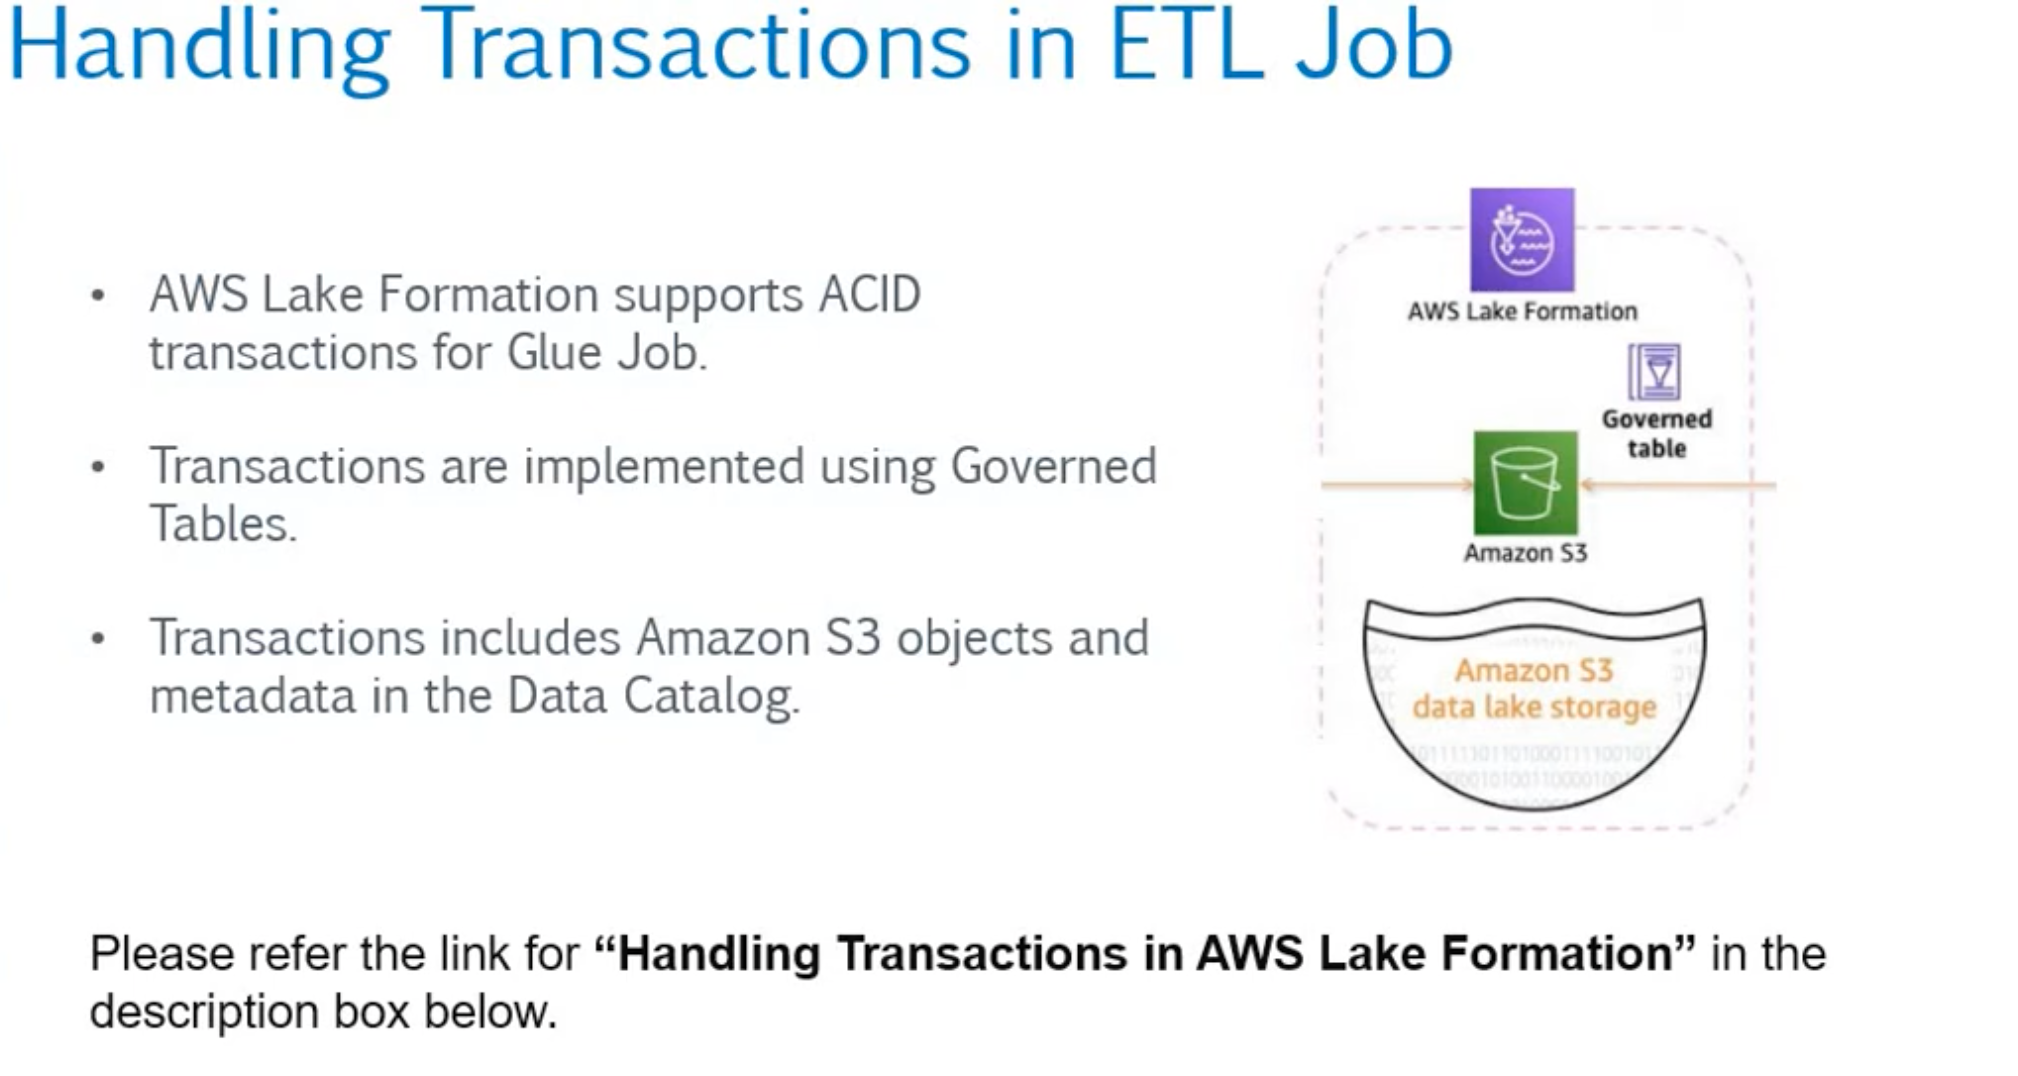 Handling Transactions in ETL Job
• AWS Lake Formation supports ACID
transactions for Glue Job.
• Transactions are implemented using Governed
Tables.
• Transactions includes Amazon S3 objects and
metadata in the Data Catalog.
AWS Lake Formation
Governed
table
Amazon S3
Amazon S3
data lake storage
Please refer the link for “Handling Transactions in AWS Lake Formation” in the
description box below.